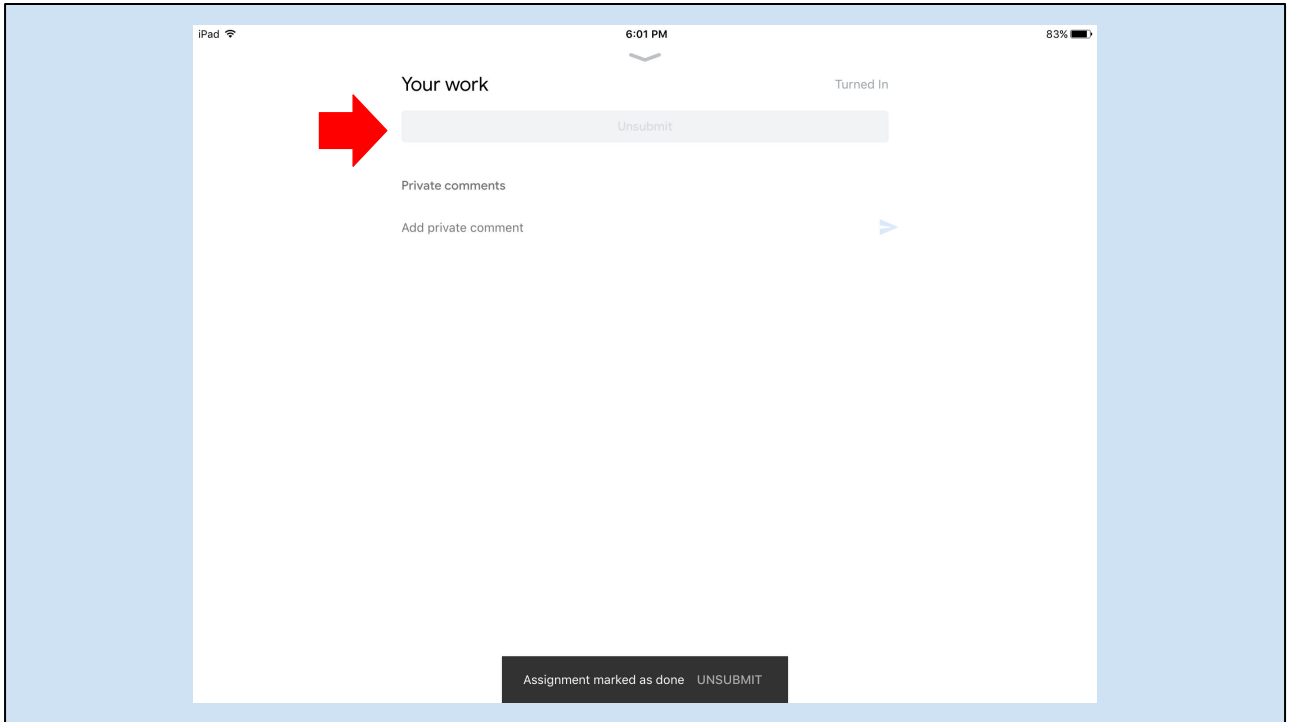 iPad 6:01 PM 83%
Your work Turned In
Unsubmit
Private comments
Add private comment
Assignment marked as done UNSUBMIT